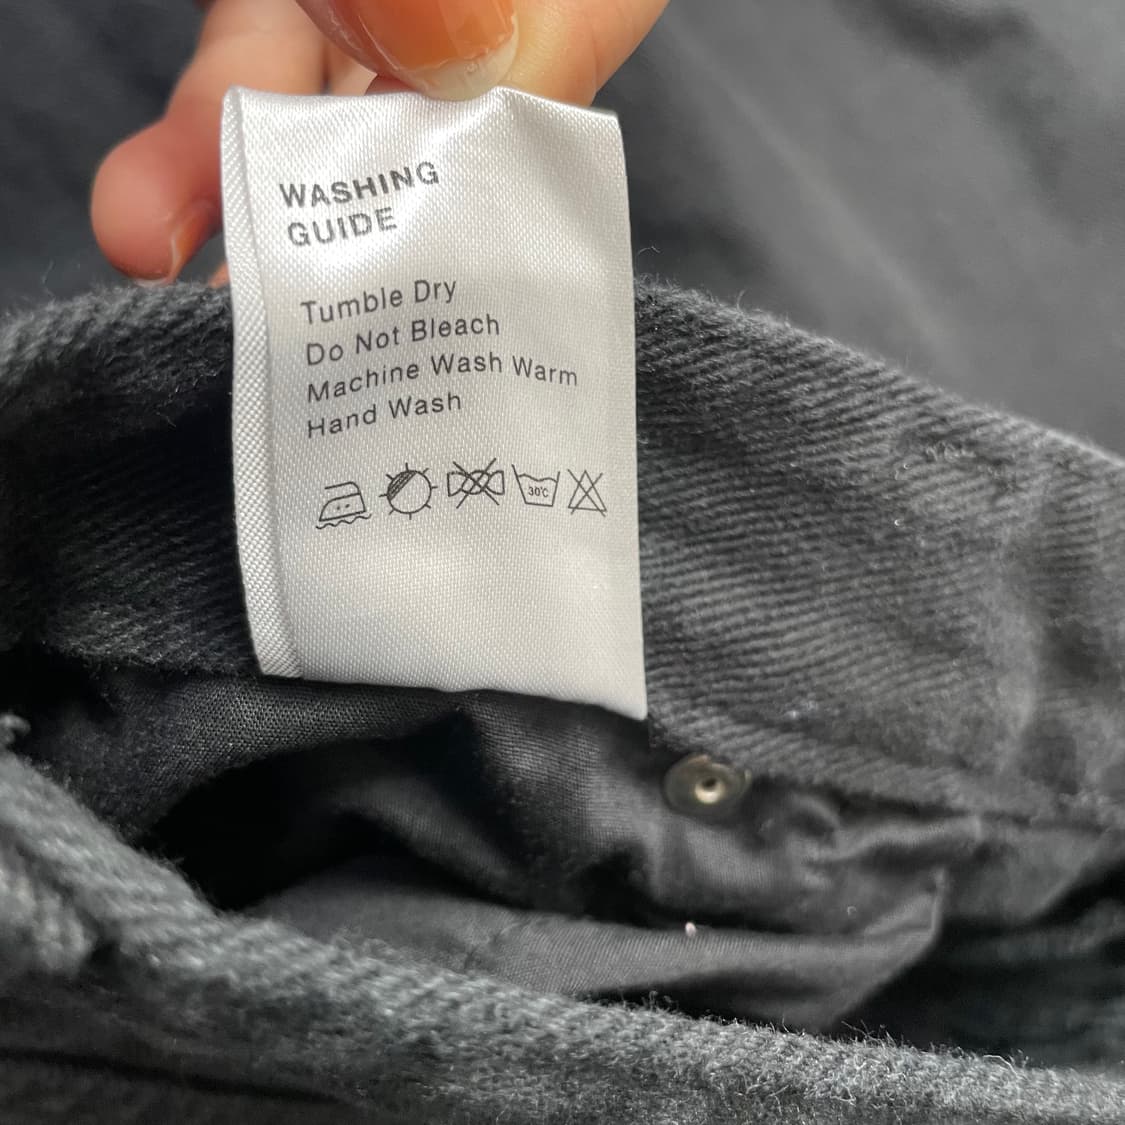 WASHING
GUIDE
Tumble Dry
Do Not Bleach
Machine Wash Warm
Hand Wash
30°C